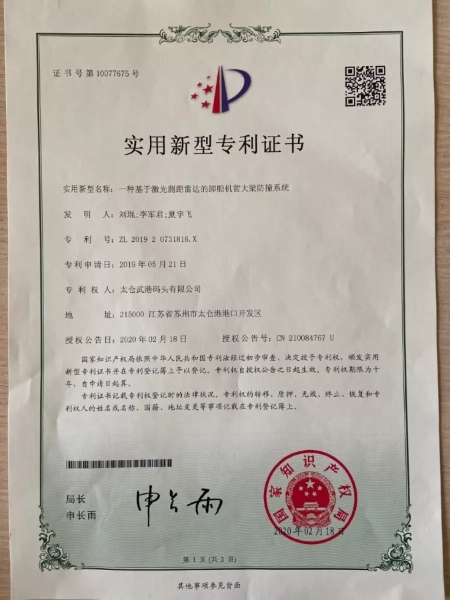 证书号第10077675号
实用新型专利证书
实用新型名称：一种基于激光测距雷达的卸船机前大梁防撞系统
发 明 人：刘琨;李军君;夏宇飞
专 利 号：ZL 2019 2 0731816.X
专利申请日：2019年05月21日
专 利 权 人：太仓武港码头有限公司
地 址：215000 江苏省苏州市太仓港港口开发区
授权公告日：2020年02月18日 授权公告号：CN 210084767 U
国家知识产权局依照中华人民共和国专利法经过初步审查，决定授予专利权，颁发实用
新型专利证书并在专利登记簿上予以登记。专利权自授权公告之日起生效。专利权期限为十
年，自申请日起算。
专利证书记载专利权登记时的法律状况。专利权的转移、质押、无效、终止、恢复和专利
权人的姓名或名称、国籍、地址变更等事项记载在专利登记簿上。
局长
申长雨
申长雨
国家知识产权局
2020年02月18日
第 1 页 (共 2 页)
其他事项参见背面